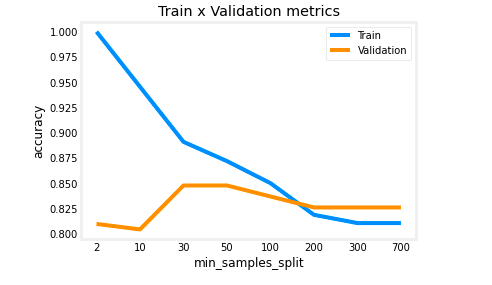 Train x Validation metrics
Train
Validation
accuracy
1.000
0.975
0.950
0.925
0.900
0.875
0.850
0.825
0.800
2 10 30 50 100 200 300 700
min_samples_split